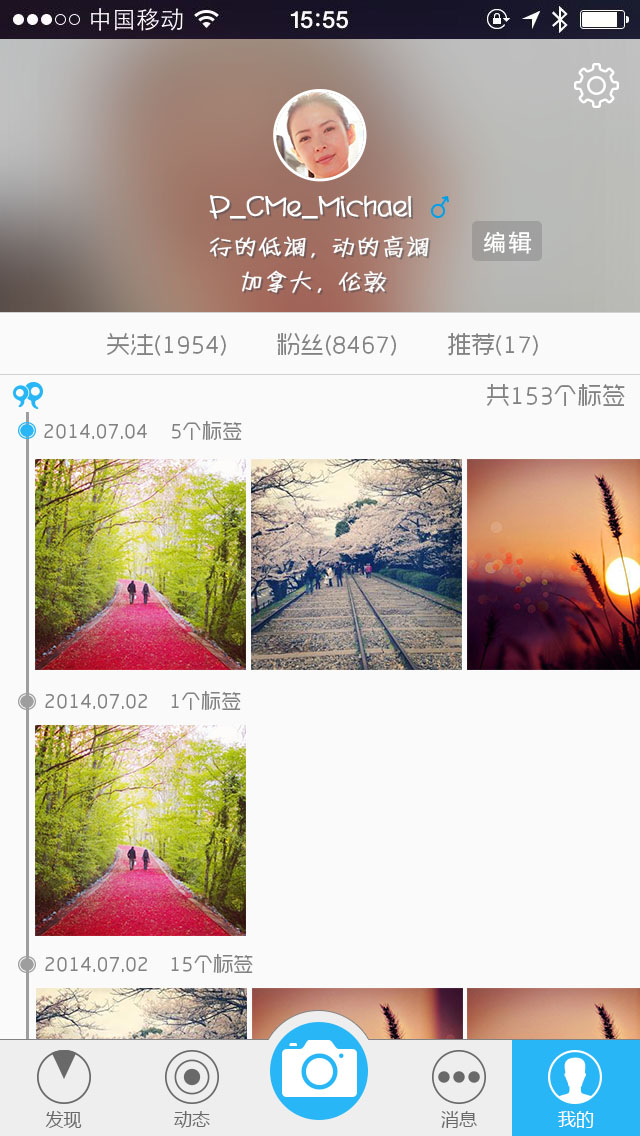 中国移动 15:55
P_CMe_Michael
行的低调，动的高调
编辑
加拿大，伦敦
关注(1954) 粉丝(8467) 推荐(17)
共153个标签
2014.07.04 5个标签
2014.07.02 1个标签
2014.07.02 15个标签
发现 动态 消息 我的